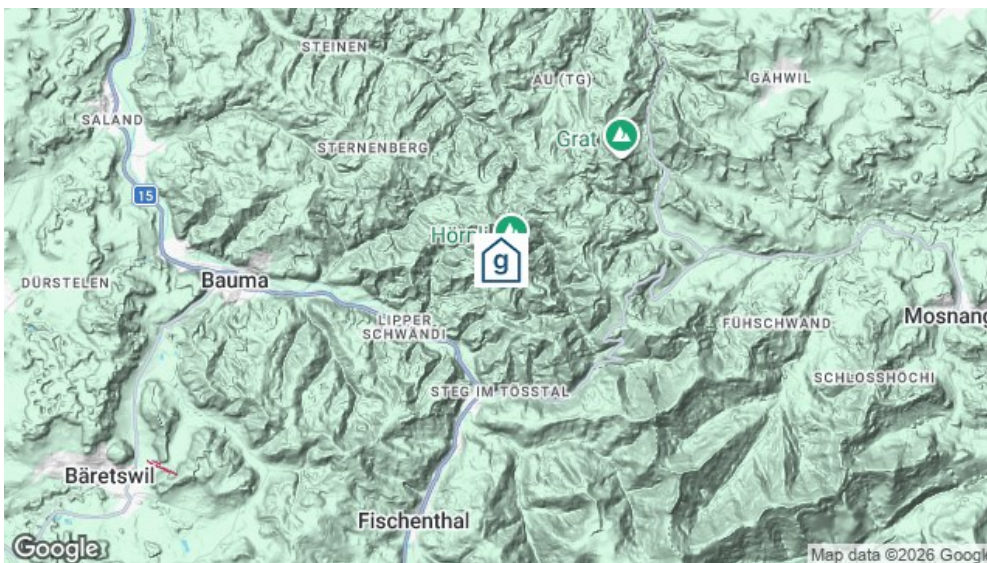 STEINEN
AU (TG)
GÄHWIL
SALAND
Grat
STERNENBERG
15
Hörnli
g
DÜRSTELEN
Bauma
LIPPER
SCHWÄNDI
FÜHSCHWAND
Mosnang
SCHLOSSHÖCHI
STEG IM TÖSSTAL
Bäretswil
Fischenthal
Google
Map data ©2026 Google